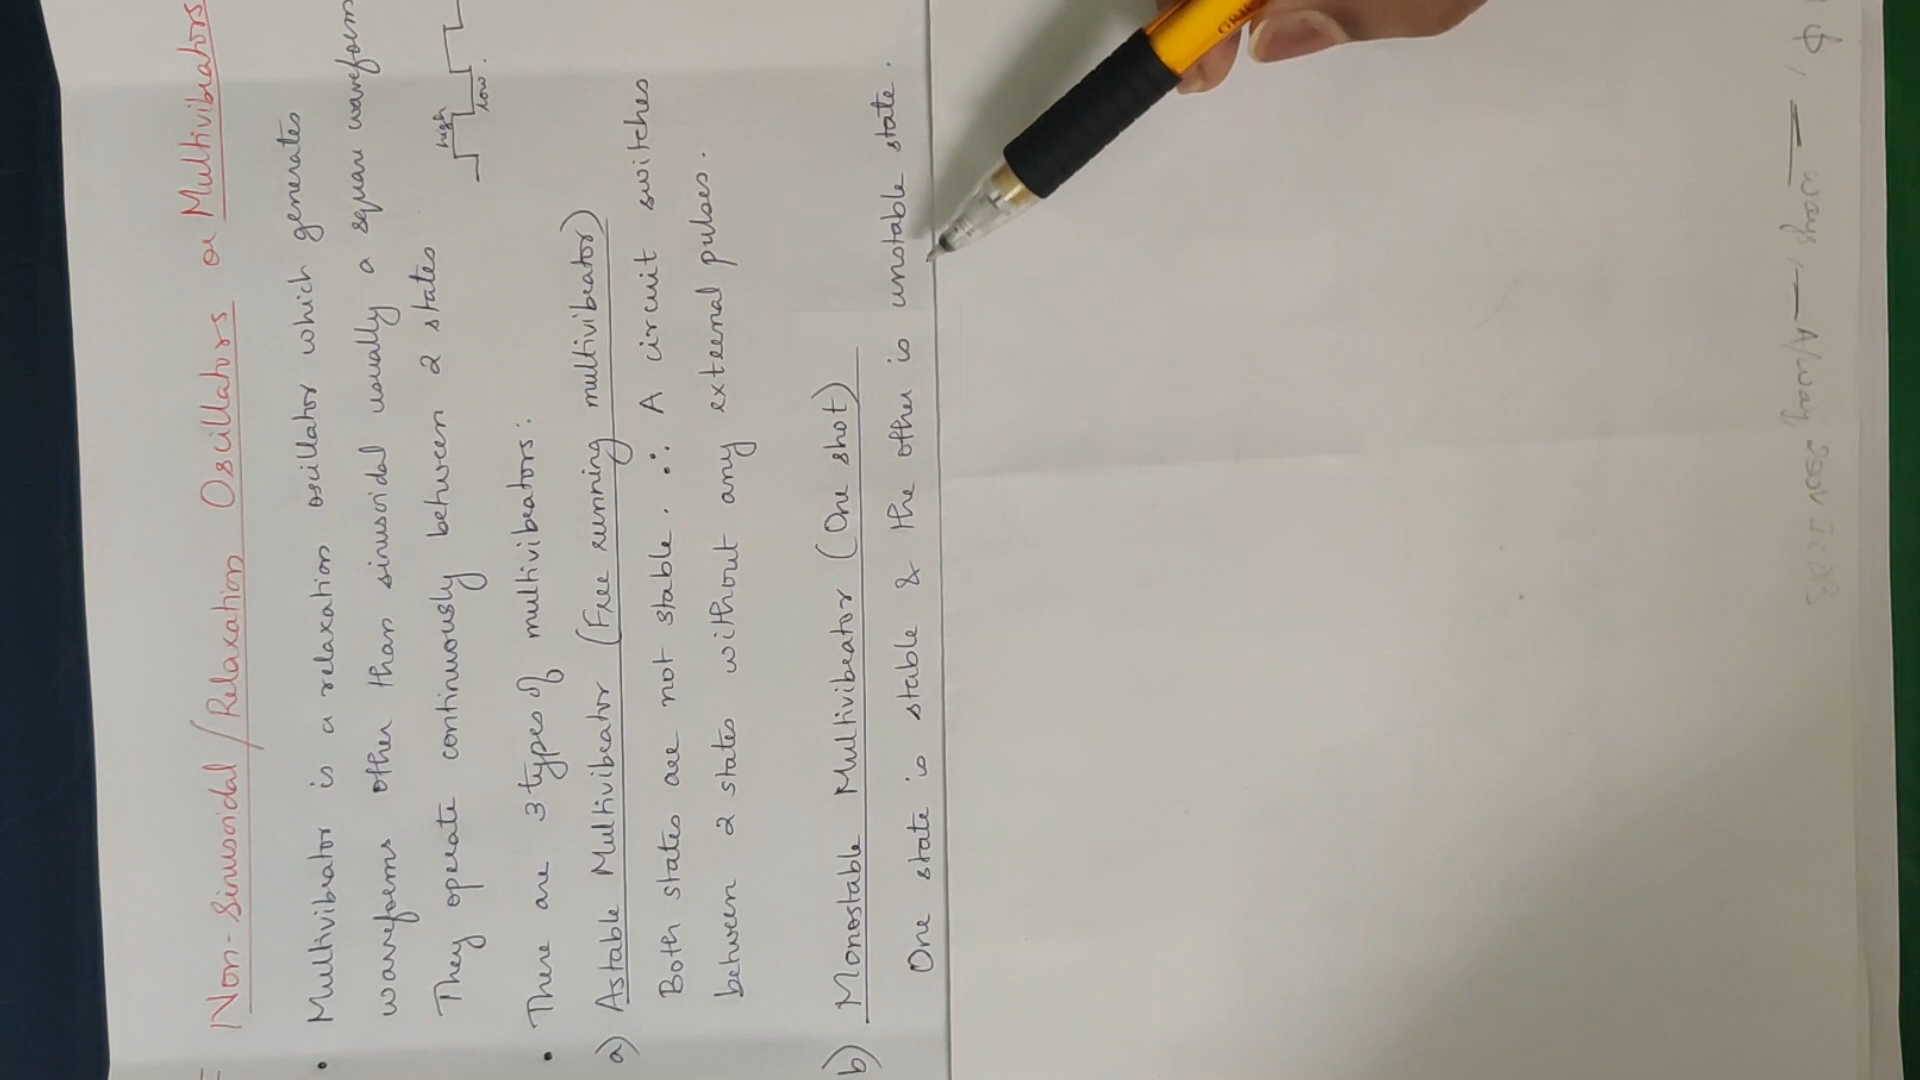 Non-Sinusoidal/Relaxation Oscillators or Multivibrators
• Multivibrator is a relaxation oscillator which generates
waveforms other than sinusoidal usually a square waveform
They operate continuously between 2 states
high
low.
• There are 3 types of multivibrators:
a) Astable Multivibrator (Free running multivibrator)
Both states are not stable. ∴ A circuit switches
between 2 states without any external pulses.
b) Monostable Multivibrator (One shot)
One state is stable & the other is unstable state.